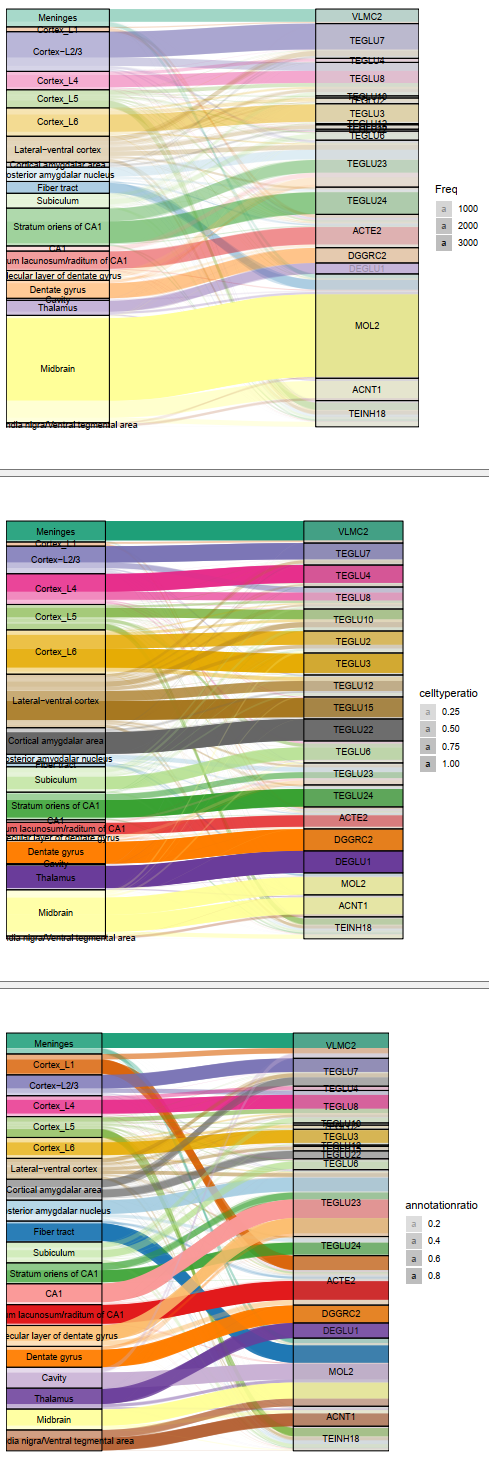 Meninges
Cortex_L1
Cortex-L2/3
Cortex_L4
Cortex_L5
Cortex_L6
Lateral-ventral cortex
Cortical amygdalar area
osterior amygdalar nucleus
Fiber tract
Subiculum
Stratum oriens of CA1
CA1
um lacunosum/raditum of CA1
lecular layer of dentate gyrus
Dentate gyrus
Cavity
Thalamus
Midbrain
dia nigra/Ventral tegmental area
VLMC2
TEGLU7
TEGLU4
TEGLU8
TEGLU10
TEGLU2
TEGLU3
TEGLU12
TEGLU6
TEGLU23
TEGLU24
ACTE2
DGGRC2
DEGLU1
MOL2
ACNT1
TEINH18
Freq
a 1000
a 2000
a 3000
Meninges
Cortex_L1
Cortex-L2/3
Cortex_L4
Cortex_L5
Cortex_L6
Lateral-ventral cortex
Cortical amygdalar area
osterior amygdalar nucleus
Fiber tract
Subiculum
Stratum oriens of CA1
CA1
um lacunosum/raditum of CA1
ecular layer of dentate gyrus
Dentate gyrus
Cavity
Thalamus
Midbrain
dia nigra/Ventral tegmental area
VLMC2
TEGLU7
TEGLU4
TEGLU8
TEGLU10
TEGLU2
TEGLU3
TEGLU12
TEGLU15
TEGLU22
TEGLU6
TEGLU23
TEGLU24
ACTE2
DGGRC2
DEGLU1
MOL2
ACNT1
TEINH18
celltyperatio
a 0.25
a 0.50
a 0.75
a 1.00
Meninges
Cortex_L1
Cortex-L2/3
Cortex_L4
Cortex_L5
Cortex_L6
Lateral-ventral cortex
Cortical amygdalar area
sterior amygdalar nucleus
Fiber tract
Subiculum
Stratum oriens of CA1
CA1
um lacunosum/raditum of CA1
ecular layer of dentate gyrus
Dentate gyrus
Cavity
Thalamus
Midbrain
dia nigra/Ventral tegmental area
VLMC2
TEGLU7
TEGLU4
TEGLU8
TEGLU10
TEGLU3
TEGLU12
TEGLU22
TEGLU6
TEGLU23
TEGLU24
ACTE2
DGGRC2
DEGLU1
MOL2
ACNT1
TEINH18
annotationratio
a 0.2
a 0.4
a 0.6
a 0.8